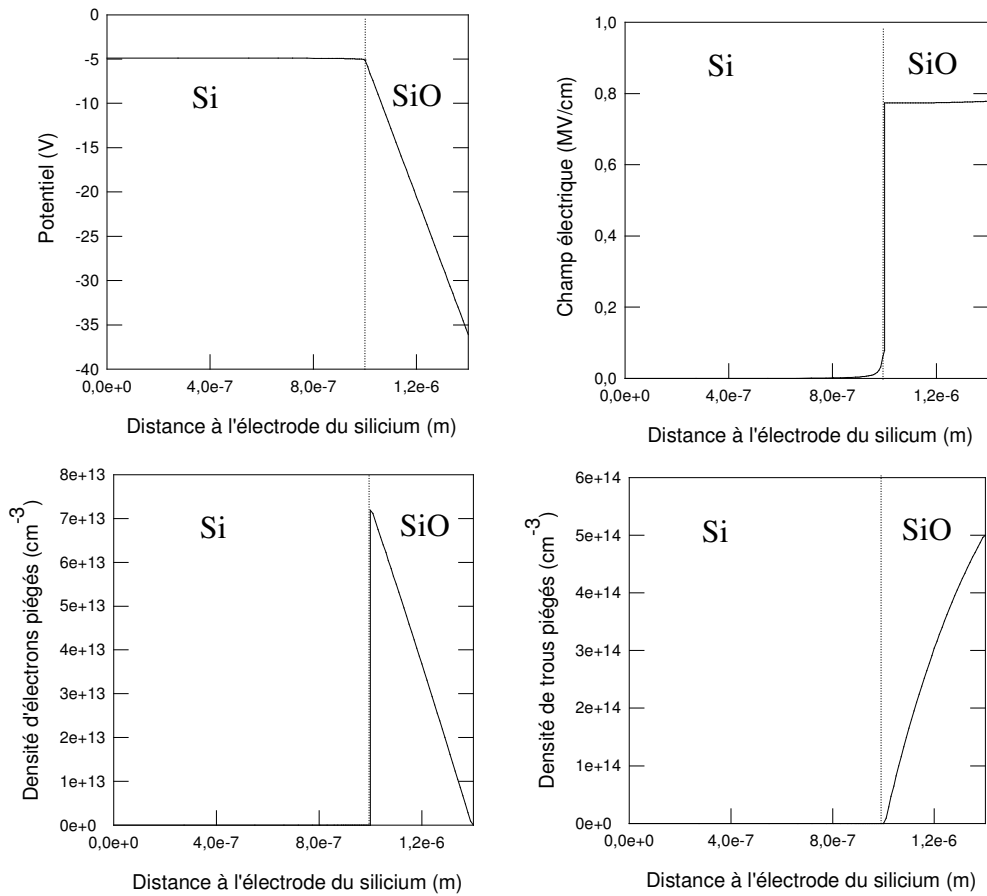 0
-5
-10
-15
-20
-25
-30
-35
-40
Potentiel (V)
Si
SiO
0,0e+0
4,0e-7
8,0e-7
1,2e-6
Distance à l'électrode du silicium (m)
1,0
0,8
0,6
0,4
0,2
0,0
Champ électrique (MV/cm)
Si
SiO
0,0e+0
4,0e-7
8,0e-7
1,2e-6
Distance à l'électrode du silicum (m)
8e+13
7e+13
6e+13
5e+13
4e+13
3e+13
2e+13
1e+13
0e+0
Densité d'électrons piégés (cm-3)
Si
SiO
0,0e+0
4,0e-7
8,0e-7
1,2e-6
Distance à l'électrode du silicium (m)
6e+14
5e+14
4e+14
3e+14
2e+14
1e+14
0e+0
Densité de trous piégés (cm-3)
Si
SiO
0,0e+0
4,0e-7
8,0e-7
1,2e-6
Distance à l'électrode du silicium (m)